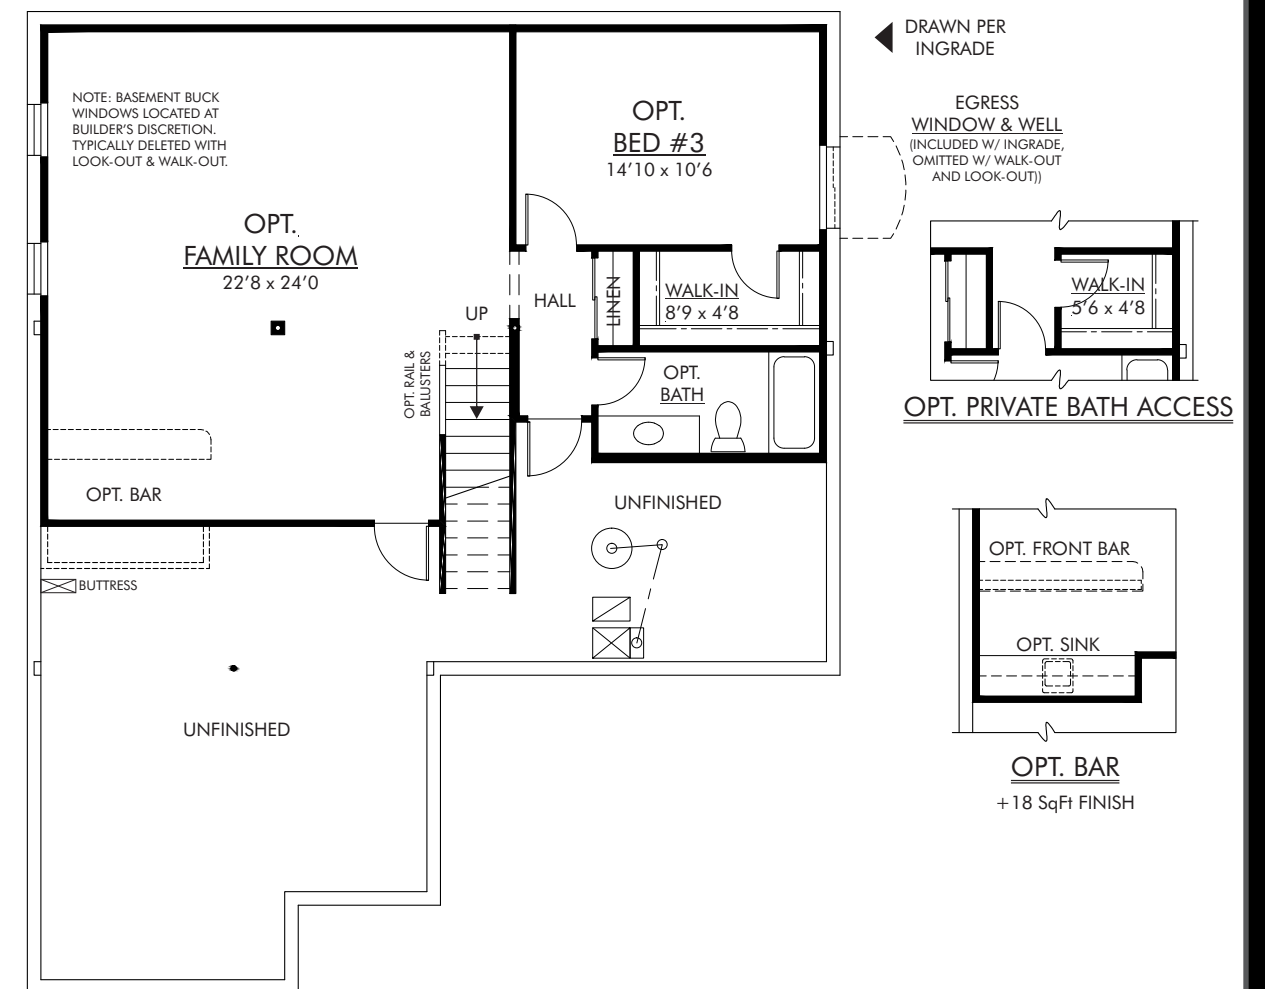 DRAWN PER
INGRADE
NOTE: BASEMENT BUCK
WINDOWS LOCATED AT
BUILDER'S DISCRETION.
TYPICALLY DELETED WITH
LOOK-OUT & WALK-OUT.
OPT.
BED #3
14'10 x 10'6
EGRESS
WINDOW & WELL
(INCLUDED W/ INGRADE,
OMITTED W/ WALK-OUT
AND LOOK-OUT))
OPT.
FAMILY ROOM
22'8 x 24'0
UP
HALL
LINEN
WALK-IN
8'9 x 4'8
WALK-IN
5'6 x 4'8
OPT. RAIL &
BALUSTERS
OPT.
BATH
OPT. PRIVATE BATH ACCESS
OPT. BAR
UNFINISHED
BUTTRESS
OPT. FRONT BAR
OPT. SINK
UNFINISHED
OPT. BAR
+18 SqFt FINISH